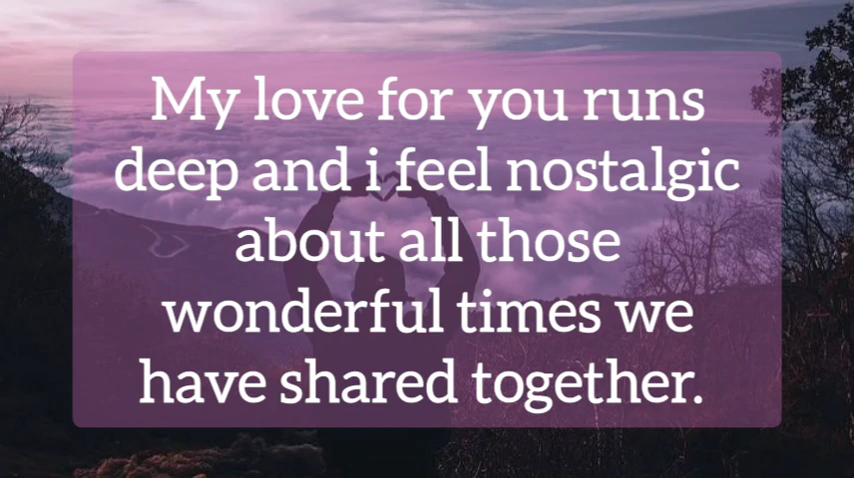 My love for you runs
deep and i feel nostalgic
about all those
wonderful times we
have shared together.